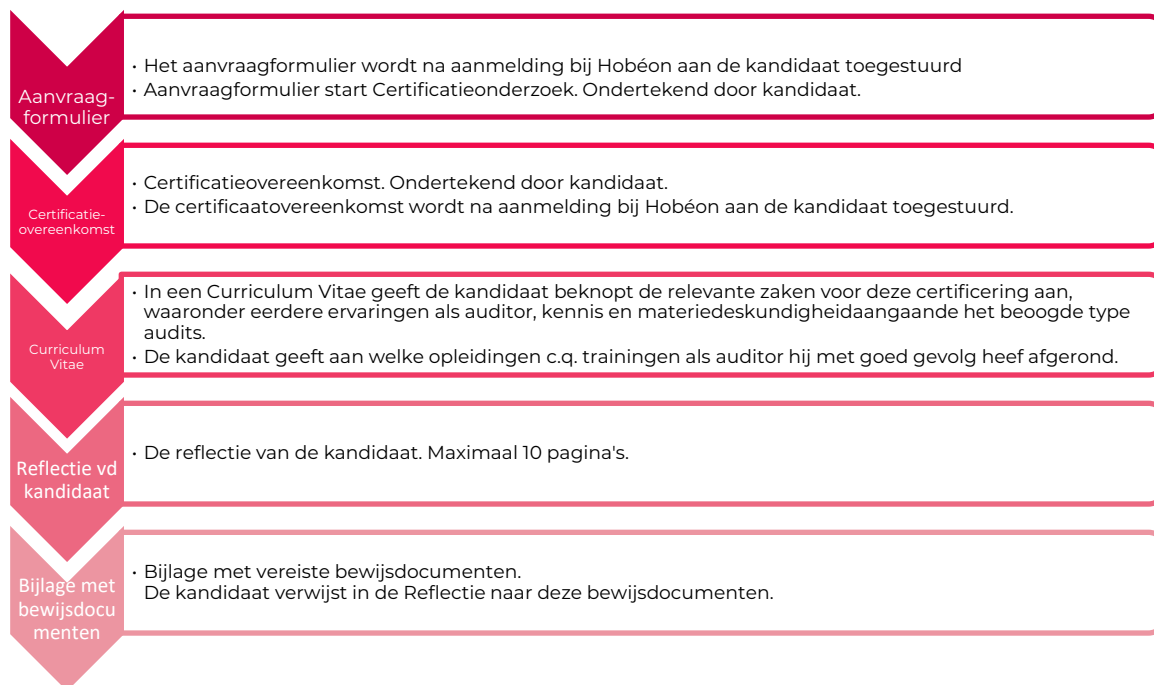 Aanvraag-
formulier
· Het aanvraagformulier wordt na aanmelding bij Hobéon aan de kandidaat toegestuurd
· Aanvraagformulier start Certificatieonderzoek. Ondertekend door kandidaat.
Certificatie-
overeenkomst
· Certificatieovereenkomst. Ondertekend door kandidaat.
· De certificaatovereenkomst wordt na aanmelding bij Hobéon aan de kandidaat toegestuurd.
Curriculum
Vitae
· In een Curriculum Vitae geeft de kandidaat beknopt de relevante zaken voor deze certificering aan,
waaronder eerdere ervaringen als auditor, kennis en materiedeskundigheidaangaande het beoogde type
audits.
· De kandidaat geeft aan welke opleidingen c.q. trainingen als auditor hij met goed gevolg heef afgerond.
Reflectie vd
kandidaat
· De reflectie van de kandidaat. Maximaal 10 pagina's.
Bijlage met
bewijsdocu
menten
· Bijlage met vereiste bewijsdocumenten.
De kandidaat verwijst in de Reflectie naar deze bewijsdocumenten.